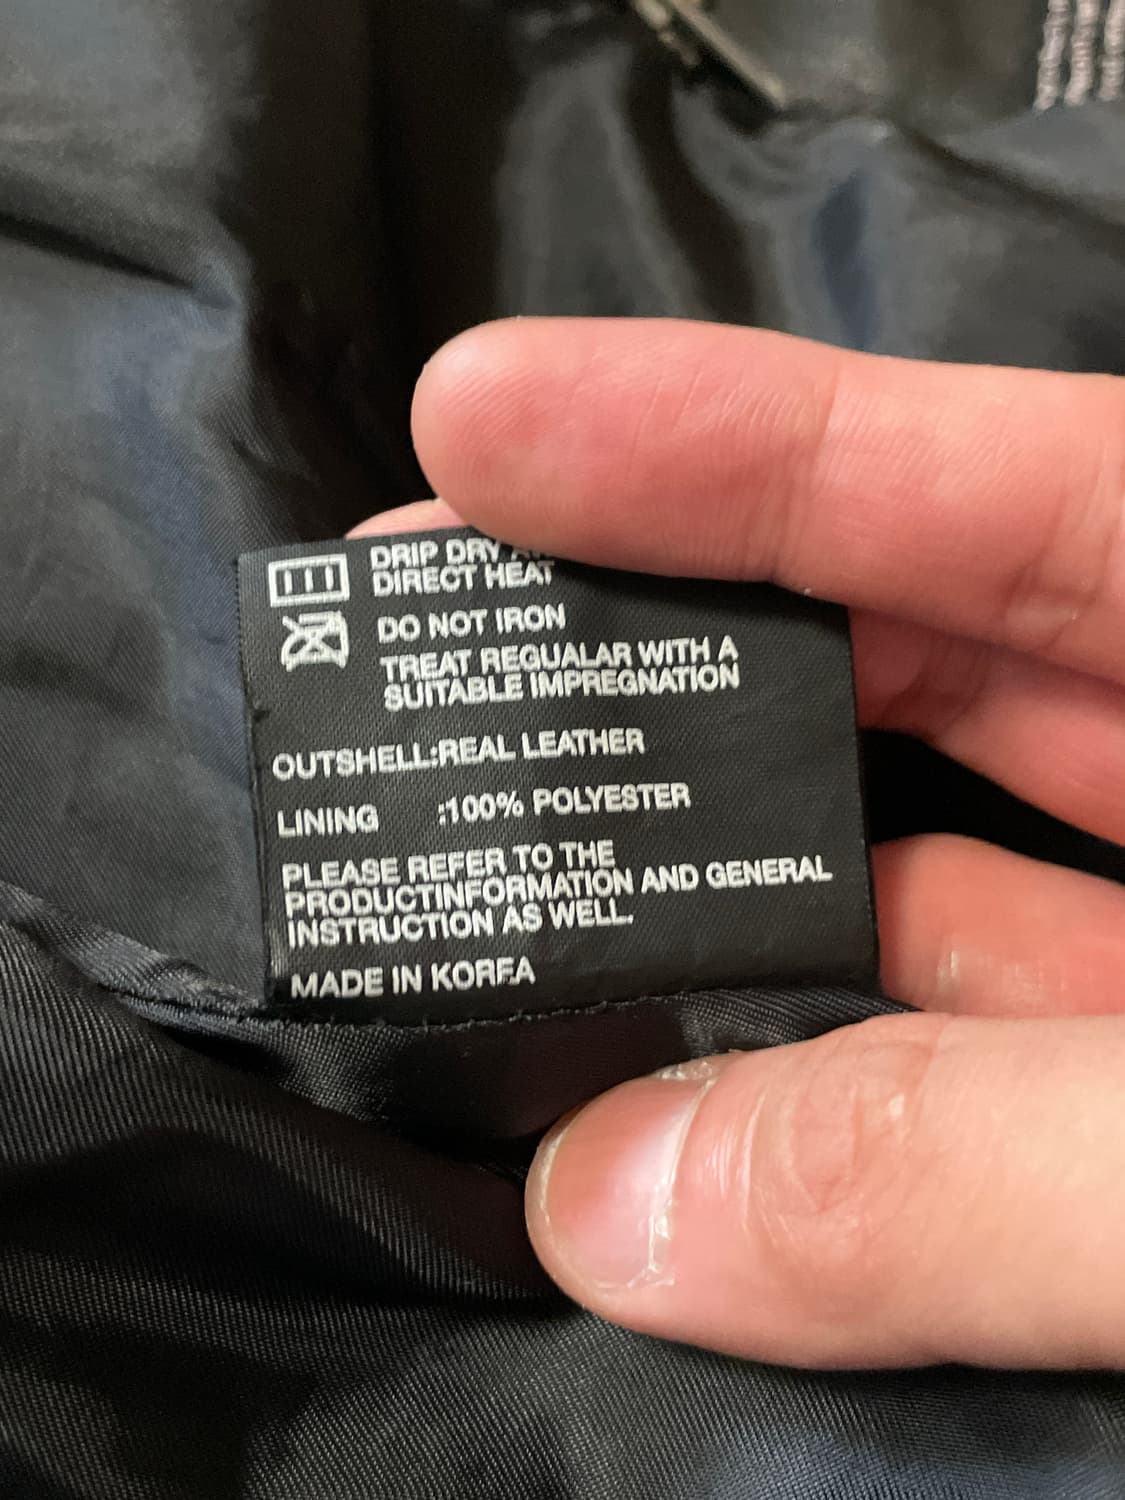 DRIP DRY
DIRECT HEAT
DO NOT IRON
TREAT REGUALAR WITH A
SUITABLE IMPREGNATION
OUTSHELL:REAL LEATHER
LINING :100% POLYESTER
PLEASE REFER TO THE
PRODUCTINFORMATION AND GENERAL
INSTRUCTION AS WELL.
MADE IN KOREA